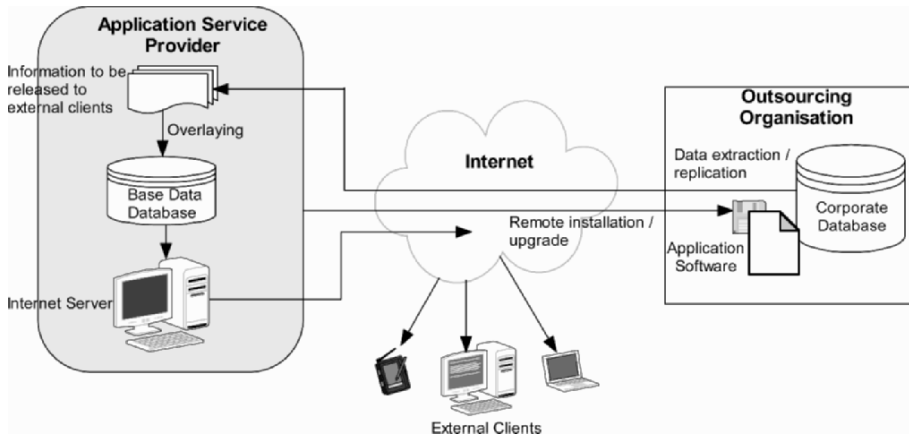 Application Service
Provider
Information to be
released to
external clients
Overlaying
Base Data
Database
Internet Server
Internet
Remote installation /
upgrade
External Clients
Outsourcing
Organisation
Data extraction /
replication
Corporate
Database
Application
Software